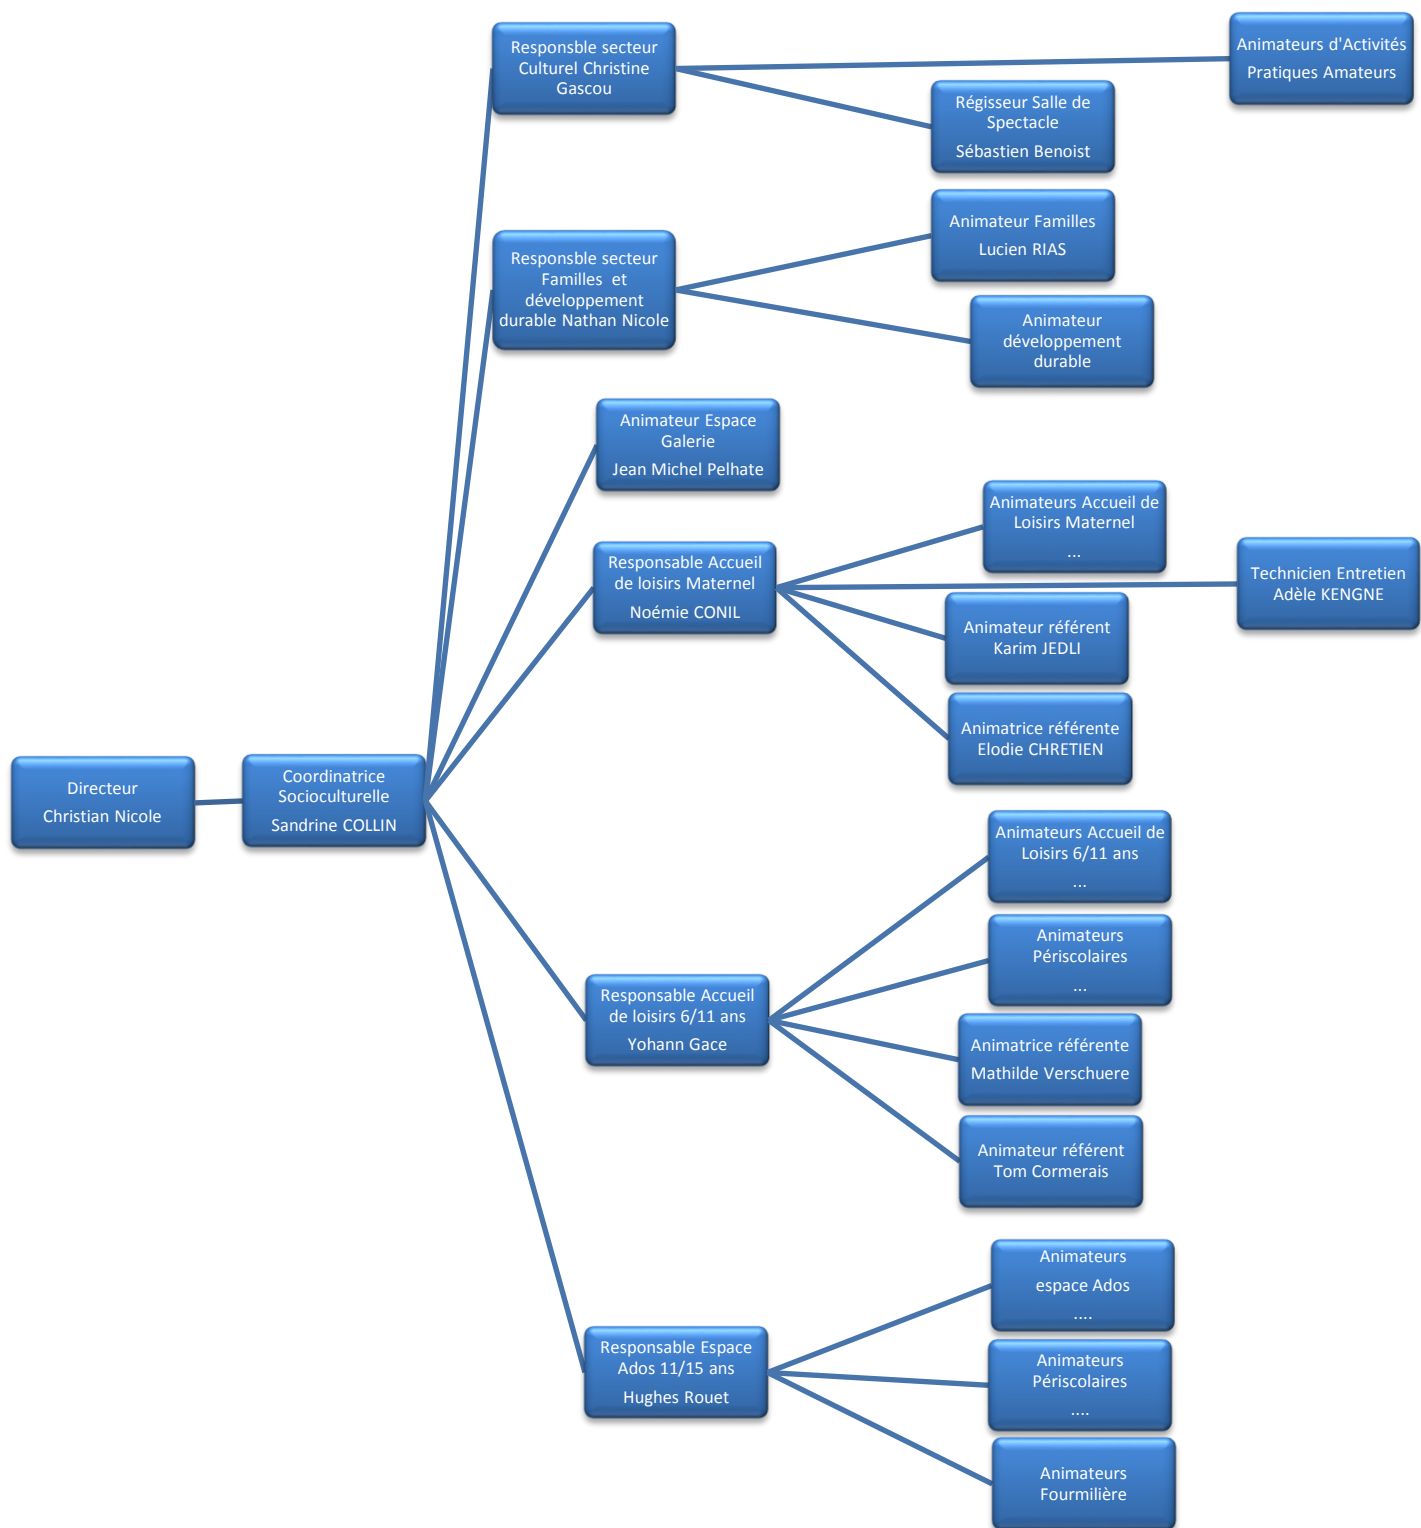 Directeur
Christian Nicole
Coordinatrice
Socioculturelle
Sandrine COLLIN
Responsble secteur
Culturel Christine
Gascou
Animateurs d'Activités
Pratiques Amateurs
Régisseur Salle de
Spectacle
Sébastien Benoist
Responsble secteur
Familles et
développement
durable Nathan Nicole
Animateur Familles
Lucien RIAS
Animateur
développement
durable
Animateur Espace
Galerie
Jean Michel Pelhate
Responsable Accueil
de loisirs Maternel
Noémie CONIL
Animateurs Accueil de
Loisirs Maternel
...
Technicien Entretien
Adèle KENGNE
Animateur référent
Karim JEDLI
Animatrice référente
Elodie CHRETIEN
Responsable Accueil
de loisirs 6/11 ans
Yohann Gace
Animateurs Accueil de
Loisirs 6/11 ans
...
Animateurs
Périscolaires
...
Animatrice référente
Mathilde Verschuere
Animateur référent
Tom Cormerais
Responsable Espace
Ados 11/15 ans
Hughes Rouet
Animateurs
espace Ados
....
Animateurs
Périscolaires
....
Animateurs
Fourmilière